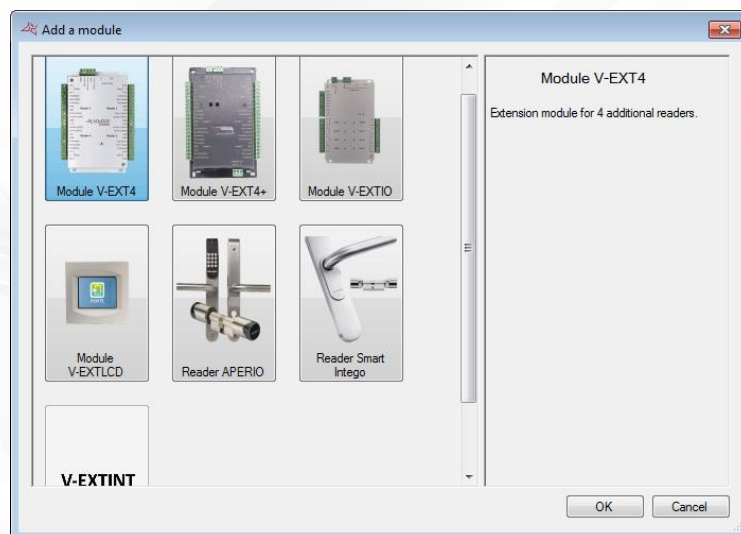 Add a module
Module V-EXT4
Module V-EXT4+
Module V-EXTIO
Module
V-EXTLCD
Reader APERIO
Reader Smart
Intego
V-EXTINT
Module V-EXT4
Extension module for 4 additional readers.
OK
Cancel